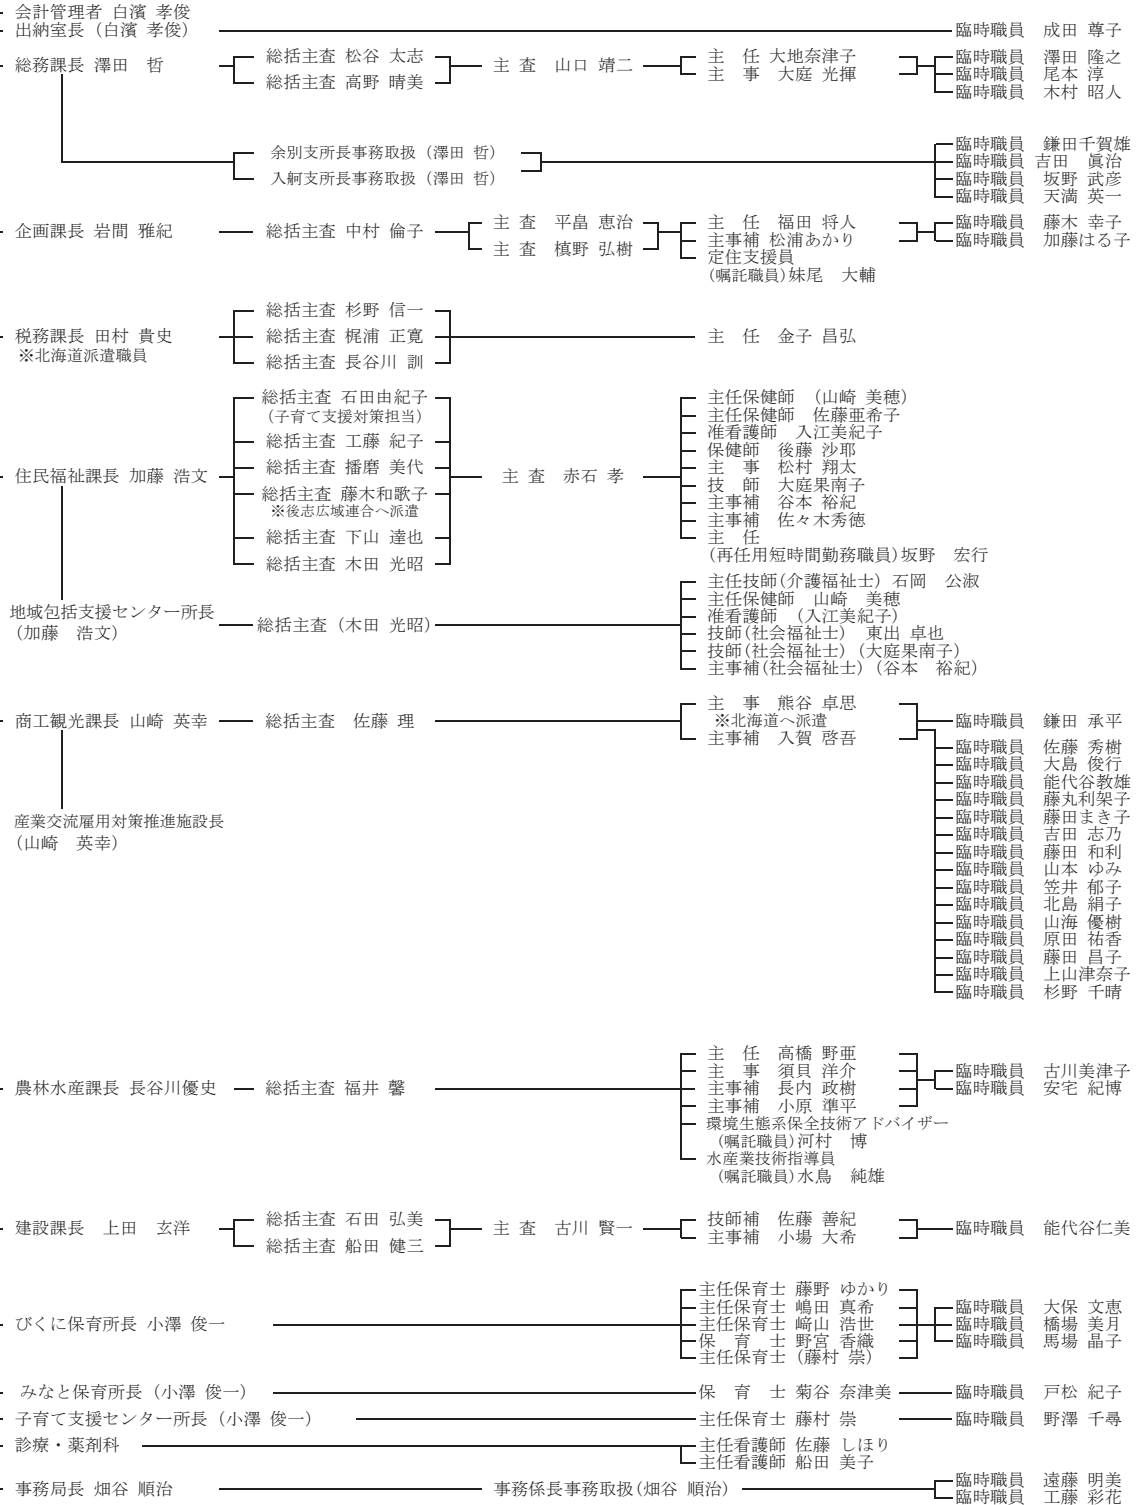 会計管理者 白濱 孝俊
出納室長（白濱 孝俊） 臨時職員 成田 尊子
総務課長 澤田 哲
総括主査 松谷 太志
総括主査 高野 晴美
主 査 山口 靖二
主 任 大地奈津子
主 事 大庭 光揮
臨時職員 澤田 隆之
臨時職員 尾本 淳
臨時職員 木村 昭人
余別支所長事務取扱（澤田 哲）
入舸支所長事務取扱（澤田 哲）
臨時職員 鎌田千賀雄
臨時職員 吉田 眞治
臨時職員 坂野 武彦
臨時職員 天満 英一
企画課長 岩間 雅紀
総括主査 中村 倫子
主 査 平畠 恵治
主 査 槙野 弘樹
主 任 福田 将人
主事補 松浦あかり
定住支援員
(嘱託職員)妹尾 大輔
臨時職員 藤木 幸子
臨時職員 加藤はる子
税務課長 田村 貴史
※北海道派遣職員
総括主査 杉野 信一
総括主査 梶浦 正寛
総括主査 長谷川 訓
主 任 金子 昌弘
住民福祉課長 加藤 浩文
総括主査 石田由紀子
(子育て支援対策担当)
総括主査 工藤 紀子
総括主査 播磨 美代
総括主査 藤木和歌子
※後志広域連合へ派遣
総括主査 下山 達也
総括主査 木田 光昭
主 査 赤石 孝
主任保健師 （山崎 美穂）
主任保健師 佐藤亜希子
准看護師 入江美紀子
保健師 後藤 沙耶
主 事 松村 翔太
技 師 大庭果南子
主事補 谷本 裕紀
主事補 佐々木秀徳
主 任
(再任用短時間勤務職員)坂野 宏行
地域包括支援センター所長
(加藤 浩文)
総括主査（木田 光昭）
主任技師(介護福祉士) 石岡 公淑
主任保健師 山崎 美穂
准看護師 (入江美紀子)
技師(社会福祉士) 東出 卓也
技師(社会福祉士)（大庭果南子）
主事補(社会福祉士)（谷本 裕紀）
商工観光課長 山崎 英幸
総括主査 佐藤 理
主 事 熊谷 卓思
※北海道へ派遣
主事補 入賀 啓吾
臨時職員 鎌田 承平
臨時職員 佐藤 秀樹
臨時職員 大島 俊行
臨時職員 能代谷教雄
臨時職員 藤丸利架子
臨時職員 藤田まき子
臨時職員 吉田 志乃
臨時職員 藤田 和利
臨時職員 山本 ゆみ
臨時職員 笠井 郁子
臨時職員 北島 絹子
臨時職員 山海 優樹
臨時職員 原田 祐香
臨時職員 藤田 昌子
臨時職員 上山津奈子
臨時職員 杉野 千晴
産業交流雇用対策推進施設長
(山崎 英幸)
農林水産課長 長谷川優史
総括主査 福井 馨
主 任 高橋 野亜
主 事 須貝 洋介
主事補 長内 政樹
主事補 小原 準平
環境生態系保全技術アドバイザー
(嘱託職員)河村 博
水産業技術指導員
(嘱託職員)水鳥 純雄
臨時職員 古川美津子
臨時職員 安宅 紀博
建設課長 上田 玄洋
総括主査 石田 弘美
総括主査 船田 健三
主 査 古川 賢一
技師補 佐藤 善紀
主事補 小場 大希
臨時職員 能代谷仁美
びくに保育所長 小澤 俊一
主任保育士 藤野 ゆかり
主任保育士 嶋田 真希
主任保育士 﨑山 浩世
保 育 士 野宮 香織
主任保育士（藤村 崇）
臨時職員 大保 文恵
臨時職員 橋場 美月
臨時職員 馬場 晶子
みなと保育所長（小澤 俊一） 保 育 士 菊谷 奈津美 臨時職員 戸松 紀子
子育て支援センター所長（小澤 俊一） 主任保育士 藤村 崇 臨時職員 野澤 千尋
診療・薬剤科
主任看護師 佐藤 しほり
主任看護師 船田 美子
事務局長 畑谷 順治
事務係長事務取扱(畑谷 順治)
臨時職員 遠藤 明美
臨時職員 工藤 彩花